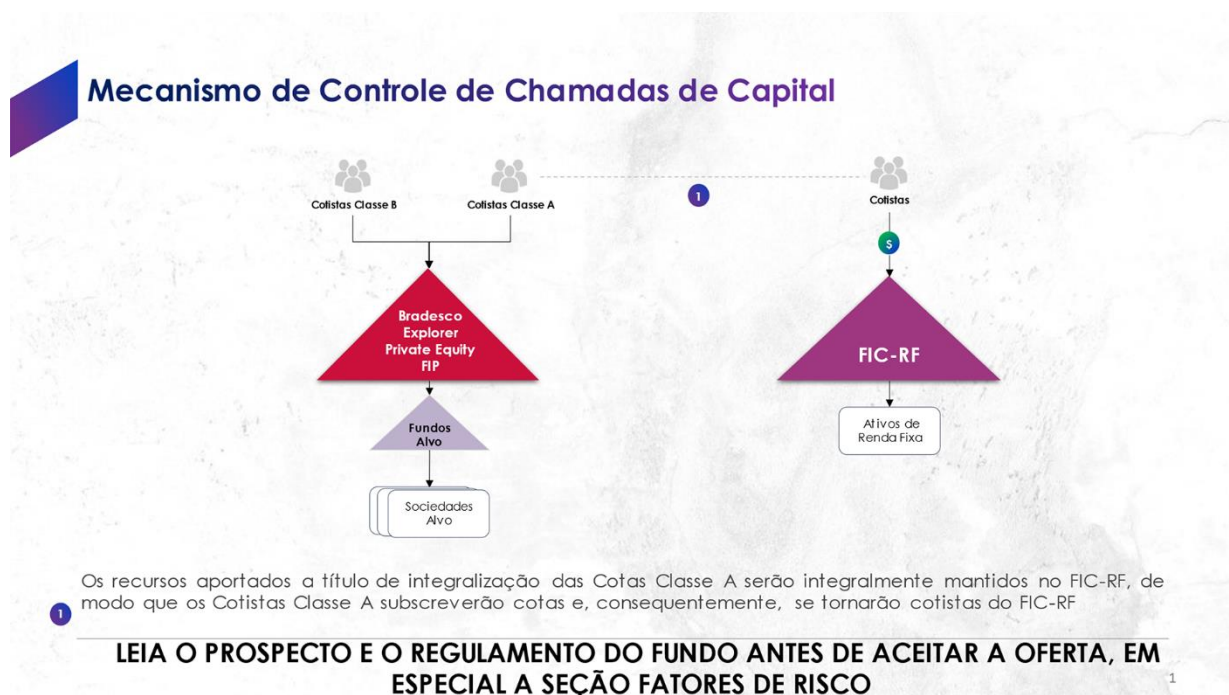 Mecanismo de Controle de Chamadas de Capital
Cotistas Classe B
Cotistas Classe A
1
Cotistas
$
Bradesco
Explorer
Private Equity
FIP
FIC-RF
Fundos
Alvo
Ativos de
Renda Fixa
Sociedades
Alvo
Os recursos aportados a título de integralização das Cotas Classe A serão integralmente mantidos no FIC-RF, de
1
modo que os Cotistas Classe A subscreverão cotas e, consequentemente, se tornarão cotistas do FIC-RF
LEIA O PROSPECTO E O REGULAMENTO DO FUNDO ANTES DE ACEITAR A OFERTA, EM
ESPECIAL A SEÇÃO FATORES DE RISCO
1